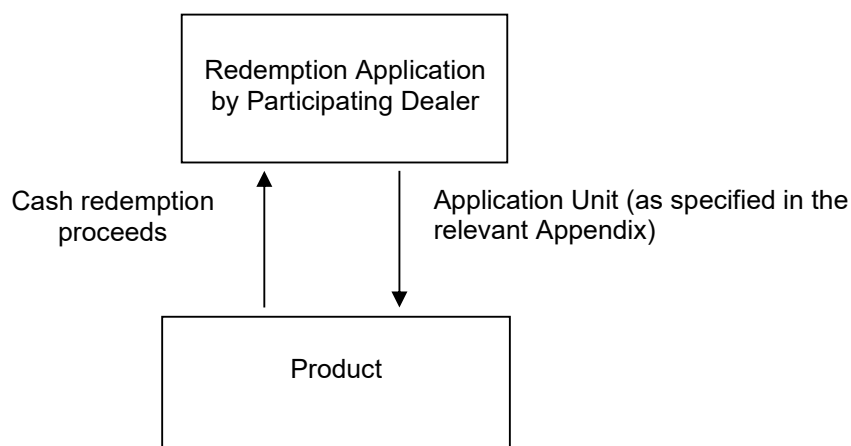 Redemption Application
by Participating Dealer
Cash redemption
proceeds
Application Unit (as specified in the
relevant Appendix)
Product